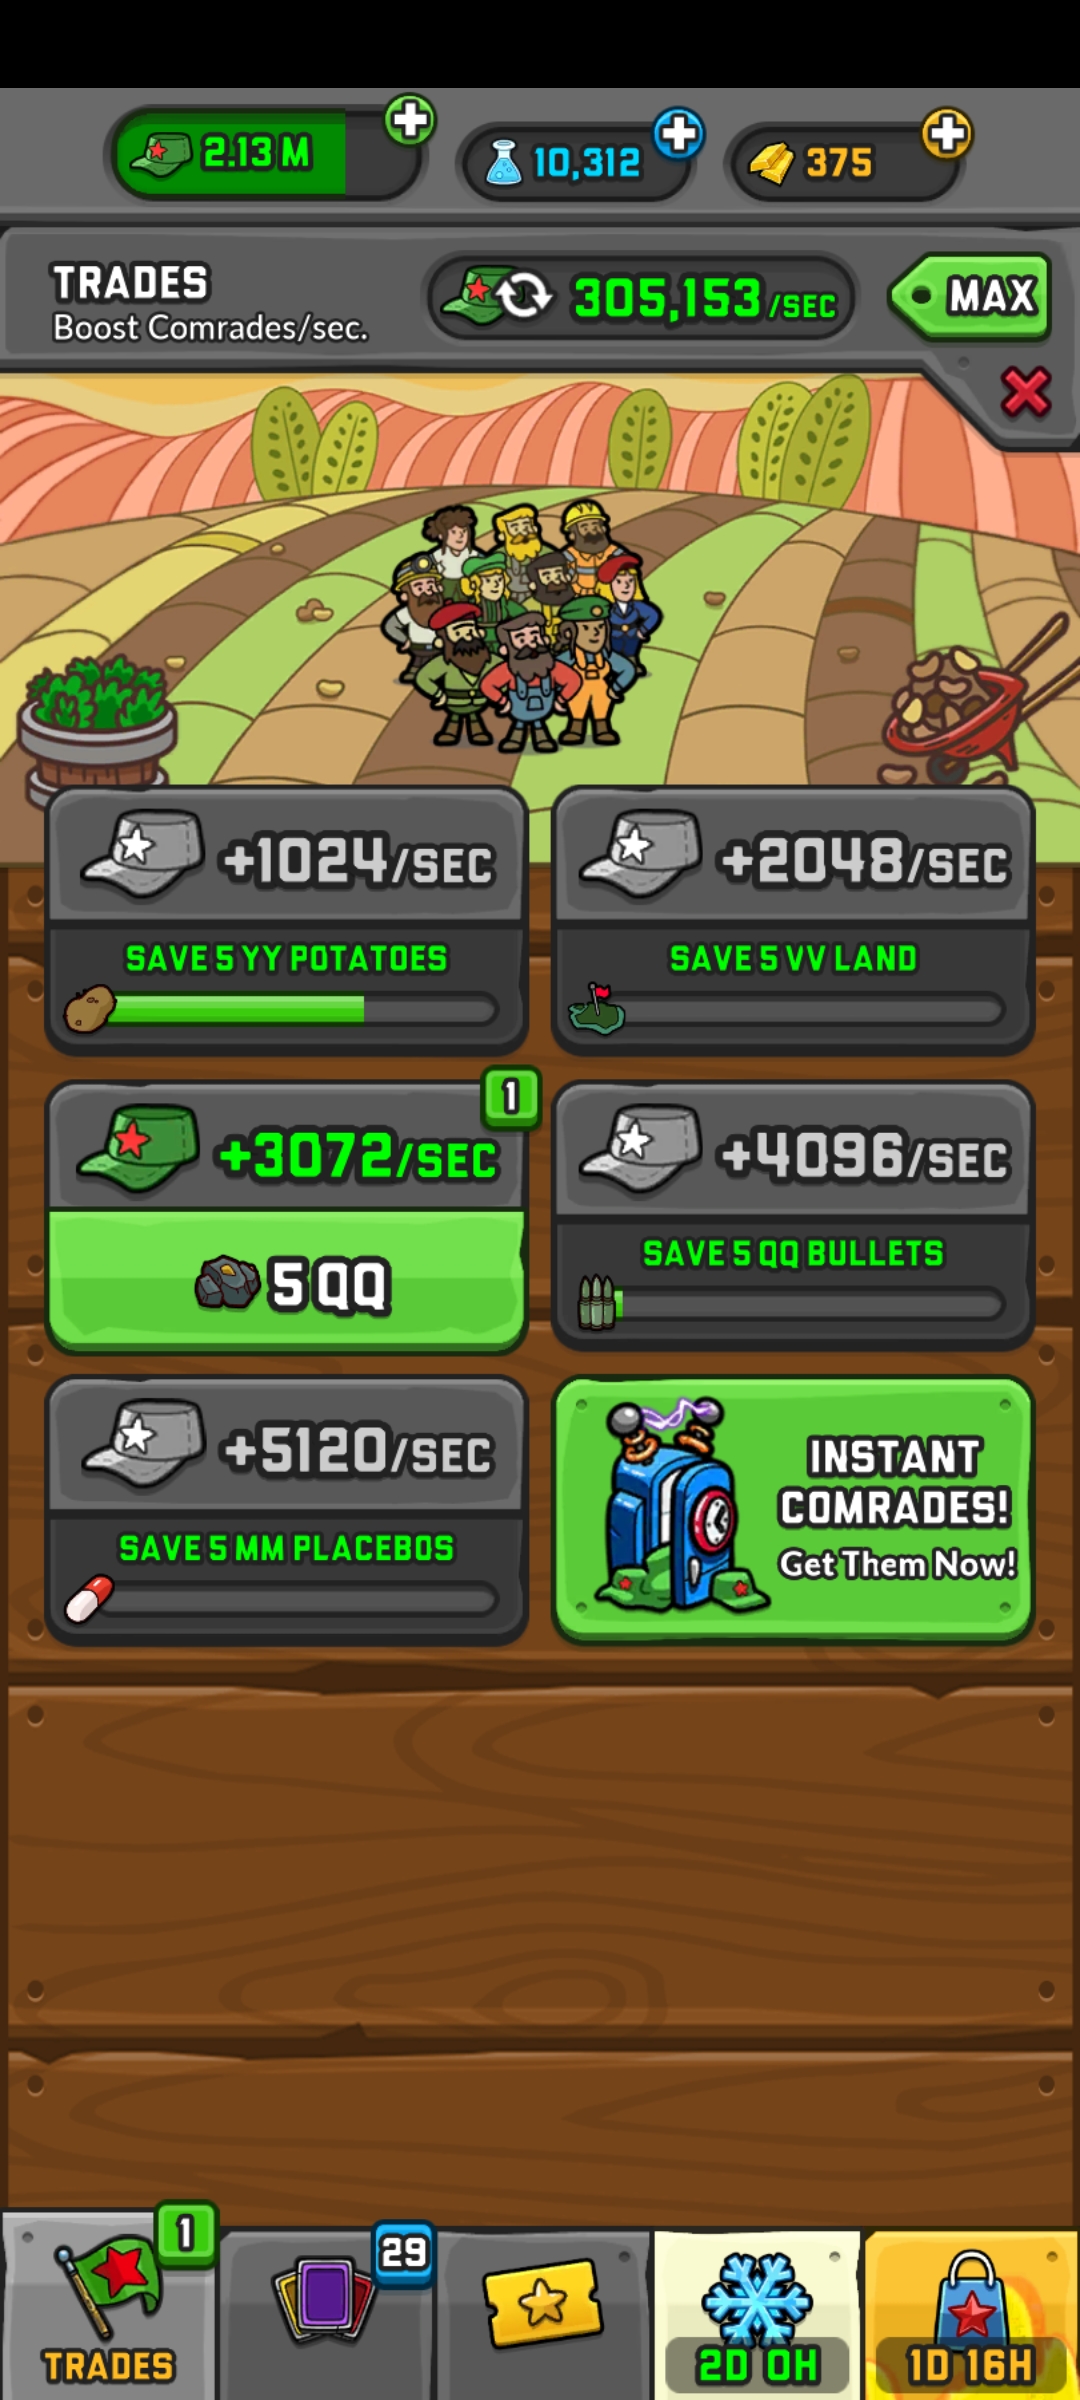 2.13 M
10,312
375
TRADES
Boost Comrades/sec.
305,153/SEC
MAX
+1024/SEC
+2048/SEC
SAVE 5 YY POTATOES
SAVE 5 VV LAND
1
+3072/SEC
+4096/SEC
5 QQ
SAVE 5 QQ BULLETS
+5120/SEC
SAVE 5 MM PLACEBOS
INSTANT
COMRADES!
Get Them Now!
1
29
TRADES
2D 0H
1D 16H